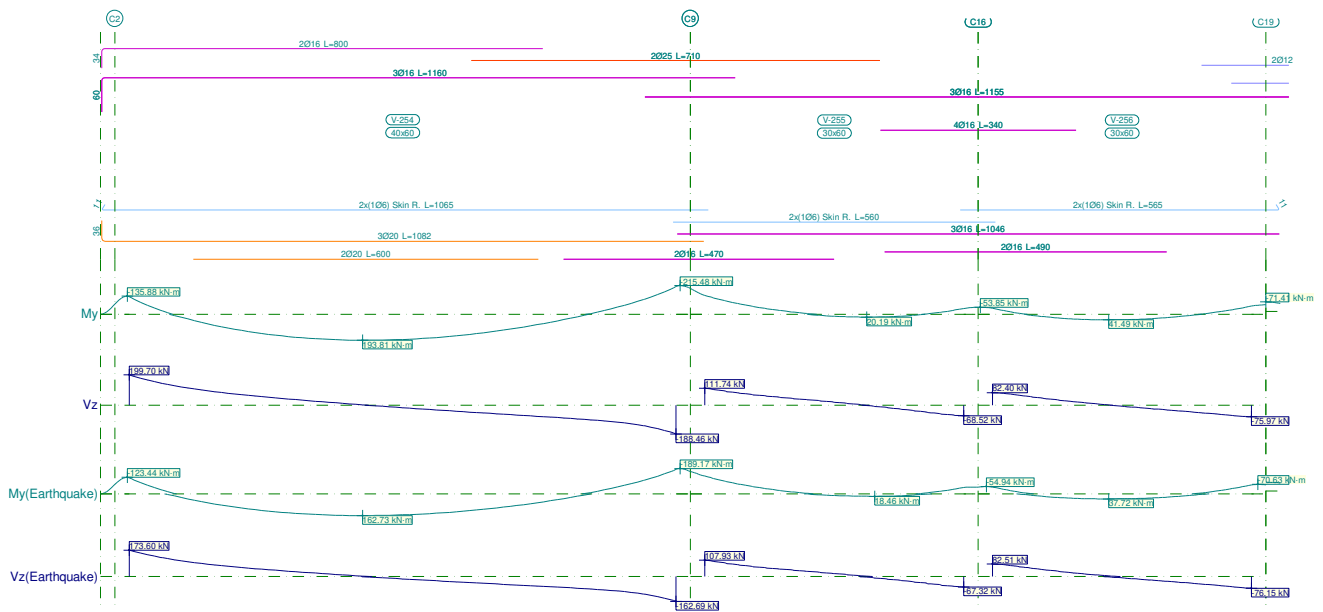 C2
C9
C16
C19
2Ø16 L=800
34
2Ø25 L=710
2Ø12
3Ø16 L=1160
60
3Ø16 L=1155
V-254
40x60
V-255
30x60
4Ø16 L=340
V-256
30x60
11
2x(1Ø6) Skin R. L=1065
2x(1Ø6) Skin R. L=560
2x(1Ø6) Skin R. L=565
11
36
3Ø20 L=1082
3Ø16 L=1046
2Ø20 L=600
2Ø16 L=470
2Ø16 L=490
My
-135.88 kN·m
193.81 kN·m
-215.48 kN·m
20.19 kN·m
-53.85 kN·m
41.49 kN·m
-71.41 kN·m
Vz
199.70 kN
-188.46 kN
111.74 kN
-68.52 kN
82.40 kN
-75.97 kN
My(Earthquake)
-123.44 kN·m
162.73 kN·m
-189.17 kN·m
18.46 kN·m
-54.94 kN·m
37.72 kN·m
-70.63 kN·m
Vz(Earthquake)
173.60 kN
-162.69 kN
107.93 kN
-67.32 kN
82.51 kN
-76.15 kN